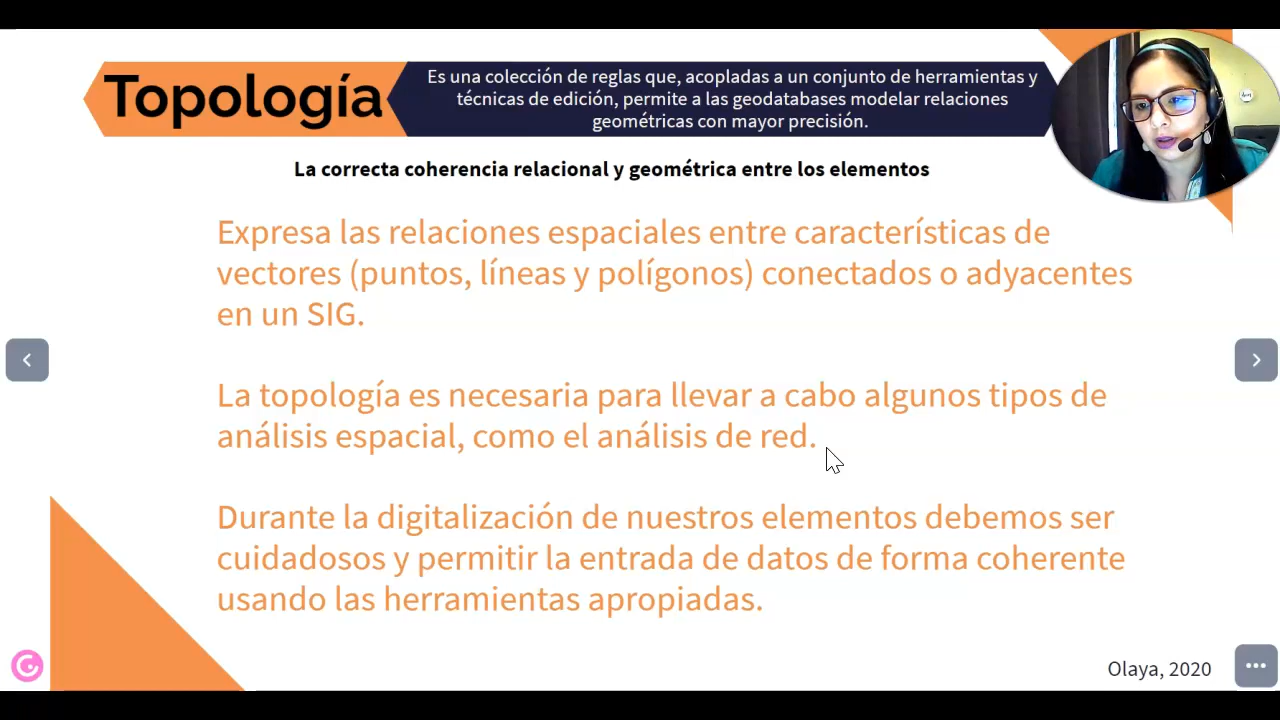 Topología
Es una colección de reglas que, acopladas a un conjunto de herramientas y
técnicas de edición, permite a las geodatabases modelar relaciones
geométricas con mayor precisión.
La correcta coherencia relacional y geométrica entre los elementos
Expresa las relaciones espaciales entre características de
vectores (puntos, líneas y polígonos) conectados o adyacentes
en un SIG.
La topología es necesaria para llevar a cabo algunos tipos de
análisis espacial, como el análisis de red.
Durante la digitalización de nuestros elementos debemos ser
cuidadosos y permitir la entrada de datos de forma coherente
usando las herramientas apropiadas.
Olaya, 2020